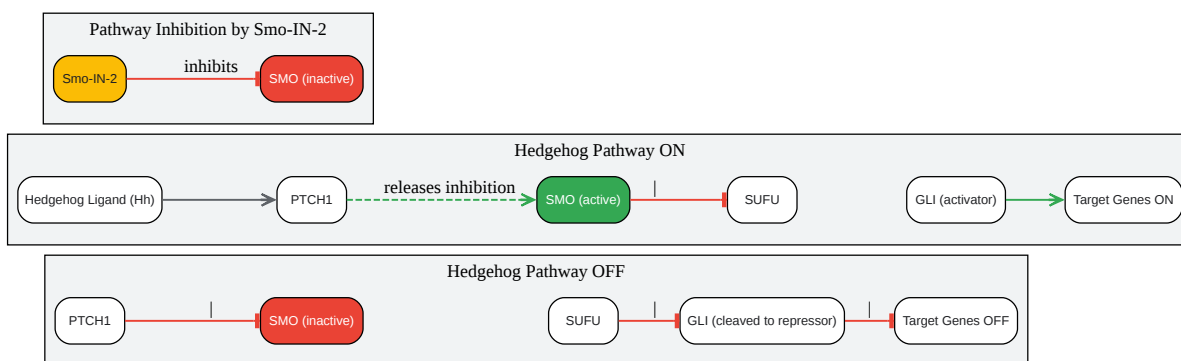 Pathway Inhibition by Smo-IN-2
Smo-IN-2
inhibits
SMO (inactive)
Hedgehog Pathway ON
Hedgehog Ligand (Hh)
PTCH1
releases inhibition
SMO (active)
|
SUFU
GLI (activator)
Target Genes ON
Hedgehog Pathway OFF
PTCH1
|
SMO (inactive)
SUFU
|
GLI (cleaved to repressor)
|
Target Genes OFF